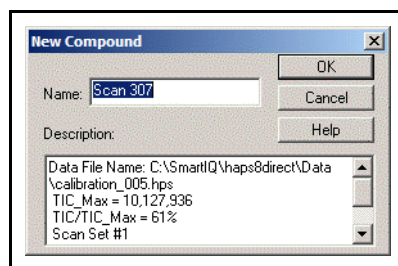 New Compound
OK
Name: Scan 307
Cancel
Description:
Help
Data File Name: C:\SmartIQ\haps8direct\Data
\calibration_005.hps
TIC_Max = 10,127,936
TIC/TIC_Max = 61%
Scan Set #1